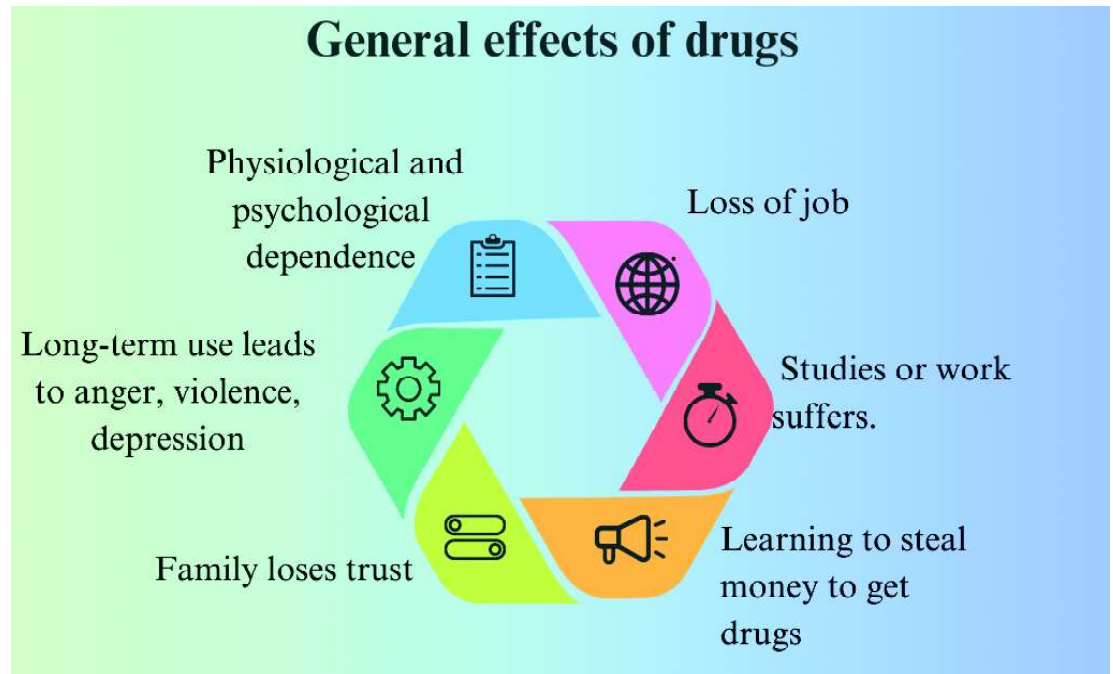 General effects of drugs
Physiological and
psychological
dependence
Loss of job
Long-term use leads
to anger, violence,
depression
Studies or work
suffers.
Family loses trust
Learning to steal
money to get
drugs